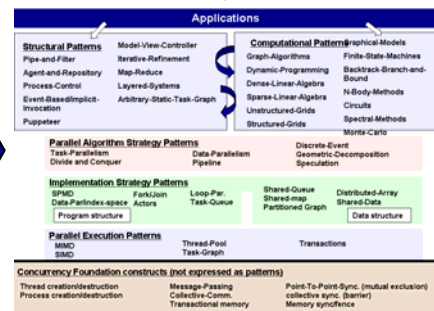 Applications
Structural Patterns
Pipe-and-Filter
Agent-and-Repository
Process-Control
Event-Based/Implicit-
Invocation
Puppeteer
Model-View-Controller
Iterative-Refinement
Map-Reduce
Layered-Systems
Arbitrary-Static-Task-Graph
Computational Patterns
Graph-Algorithms
Dynamic-Programming
Dense-Linear-Algebra
Sparse-Linear-Algebra
Unstructured-Grids
Structured-Grids
Graphical-Models
Finite-State-Machines
Backtrack-Branch-and-
Bound
N-Body-Methods
Circuits
Spectral-Methods
Monte-Carlo
Parallel Algorithm Strategy Patterns
Task-Parallelism
Divide and Conquer
Data-Parallelism
Pipeline
Discrete-Event
Geometric-Decomposition
Speculation
Implementation Strategy Patterns
SPMD
Data-Par/index-space
Fork/Join
Actors
Loop-Par.
Task-Queue
Program structure
Shared-Queue
Shared-map
Partitioned Graph
Distributed-Array
Shared-Data
Data structure
Parallel Execution Patterns
MIMD
SIMD
Thread-Pool
Task-Graph
Transactions
Concurrency Foundation constructs (not expressed as patterns)
Thread creation/destruction
Process creation/destruction
Message-Passing
Collective-Comm.
Transactional memory
Point-To-Point-Sync. (mutual exclusion)
collective sync. (barrier)
Memory sync/fence